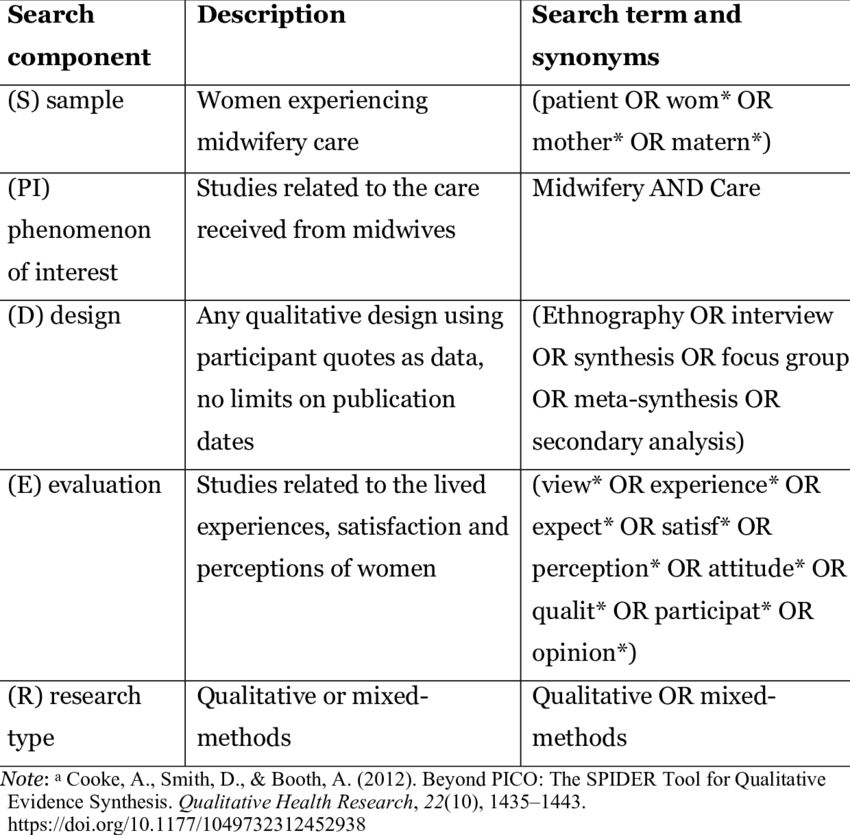 Search component
Description
Search term and synonyms
(S) sample
Women experiencing midwifery care
(patient OR wom* OR mother* OR matern*)
(PI) phenomenon of interest
Studies related to the care received from midwives
Midwifery AND Care
(D) design
Any qualitative design using participant quotes as data, no limits on publication dates
(Ethnography OR interview OR synthesis OR focus group OR meta-synthesis OR secondary analysis)
(E) evaluation
Studies related to the lived experiences, satisfaction and perceptions of women
(view* OR experience* OR expect* OR satisf* OR perception* OR attitude* OR qualit* OR participat* OR opinion*)
(R) research type
Qualitative or mixed-methods
Qualitative OR mixed-methods
Note: ᵃ Cooke, A., Smith, D., & Booth, A. (2012). Beyond PICO: The SPIDER Tool for Qualitative
Evidence Synthesis. Qualitative Health Research, 22(10), 1435–1443.
https://doi.org/10.1177/1049732312452938